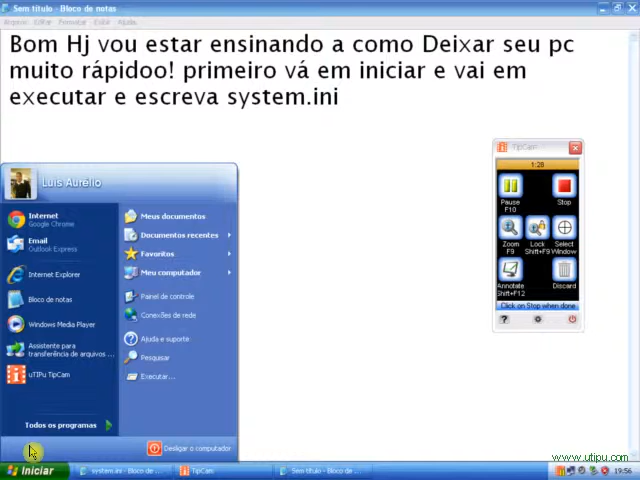 Sem título - Bloco de notas
Arquivo Editar Formatar Exibir Ajuda
Bom Hj vou estar ensinando a como Deixar seu pc
muito rápidoo! primeiro vá em iniciar e vai em
executar e escreva system.ini
TipCam
1:28
Pause
F10
Stop
Zoom
F9
Lock
Shift+F9
Select
Window
Annotate
Shift+F12
Discard
Click on Stop when done
Luis Aurélio
Internet
Google Chrome
Email
Outlook Express
Internet Explorer
Bloco de notas
Windows Media Player
Assistente para
transferência de arquivos ...
uTIPu TipCam
Todos os programas
Meus documentos
Documentos recentes
Favoritos
Meu computador
Painel de controle
Conexões de rede
Ajuda e suporte
Pesquisar
Executar...
Desligar o computador
www.utipu.com
Iniciar
system.ini - Bloco de ...
TipCam
Sem título - Bloco de ...
19:56